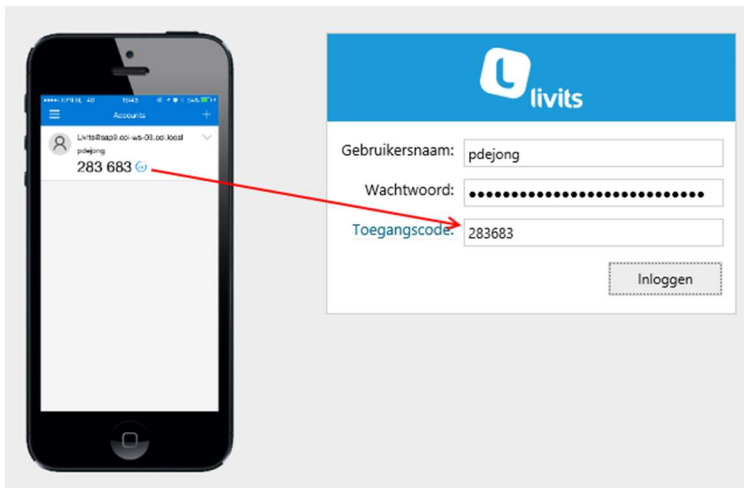 Accounts
pdejong
283 683
livits
Gebruikersnaam: pdejong
Wachtwoord: ●●●●●●●●●●●●●●●●●●●●●●●●●●●●
Toegangscode: 283683
Inloggen